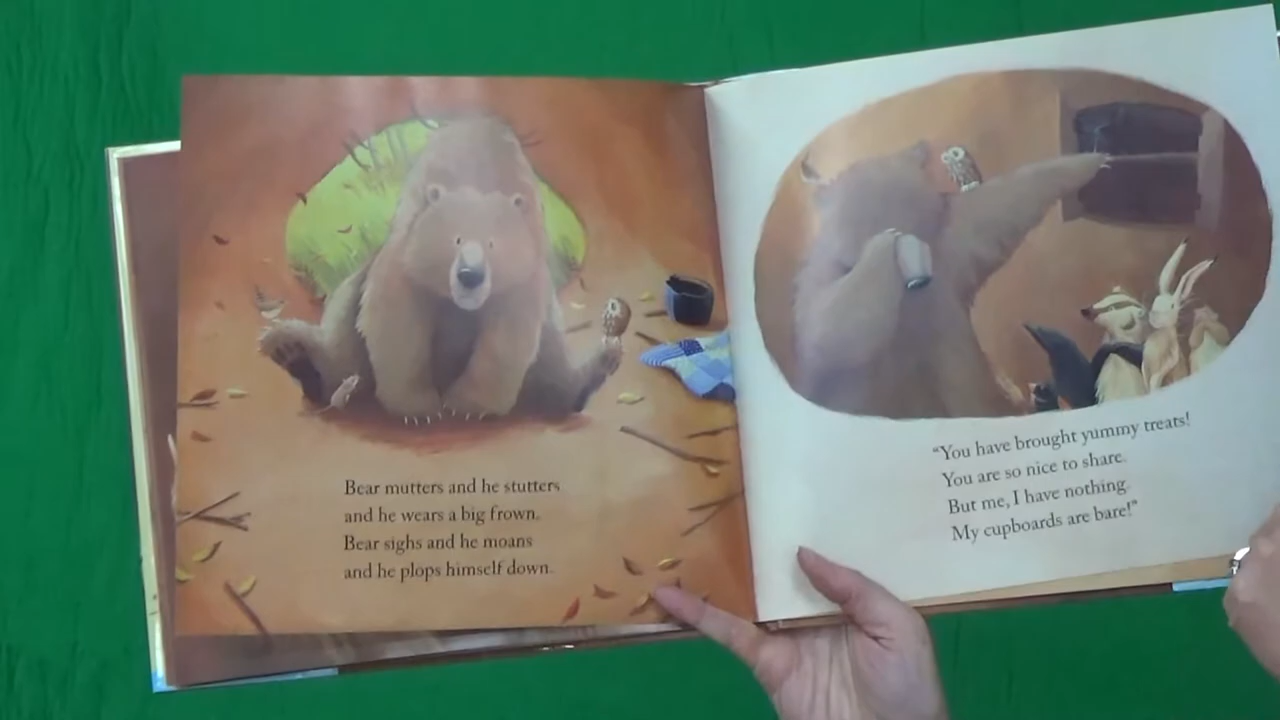 Bear mutters and he stutters
and he wears a big frown.
Bear sighs and he moans
and he plops himself down.
“You have brought yummy treats!
You are so nice to share.
But me, I have nothing.
My cupboards are bare!”